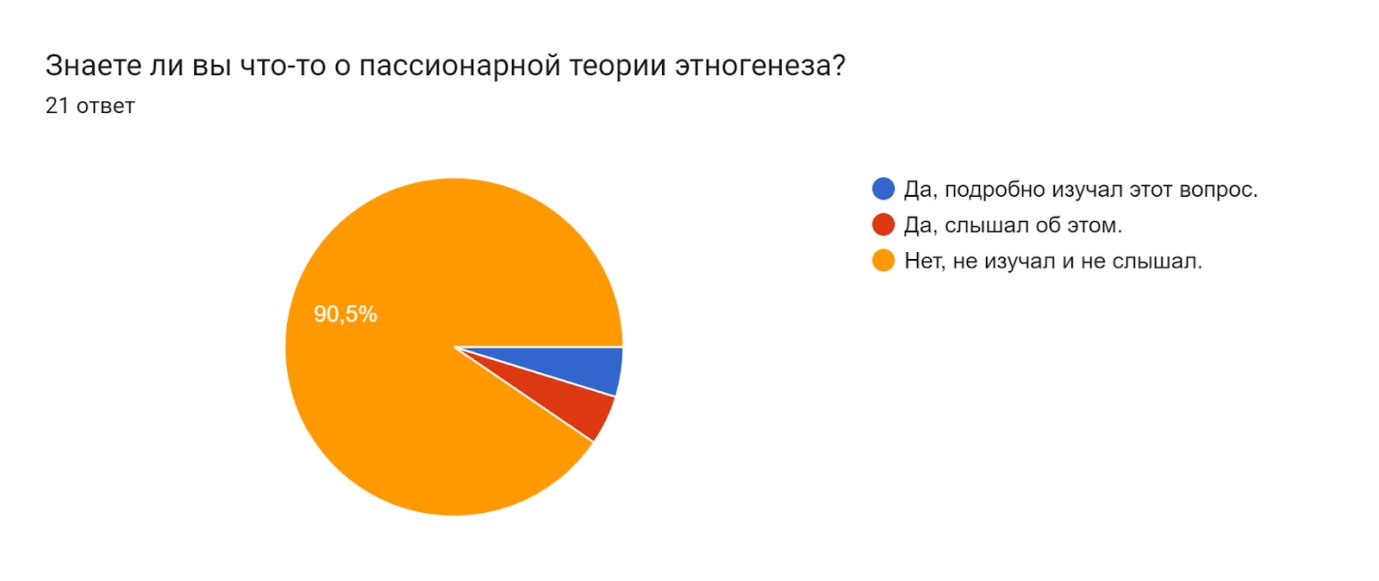 Знаете ли вы что-то о пассионарной теории этногенеза?
21 ответ
Да, подробно изучал этот вопрос.
Да, слышал об этом.
Нет, не изучал и не слышал.
90,5%